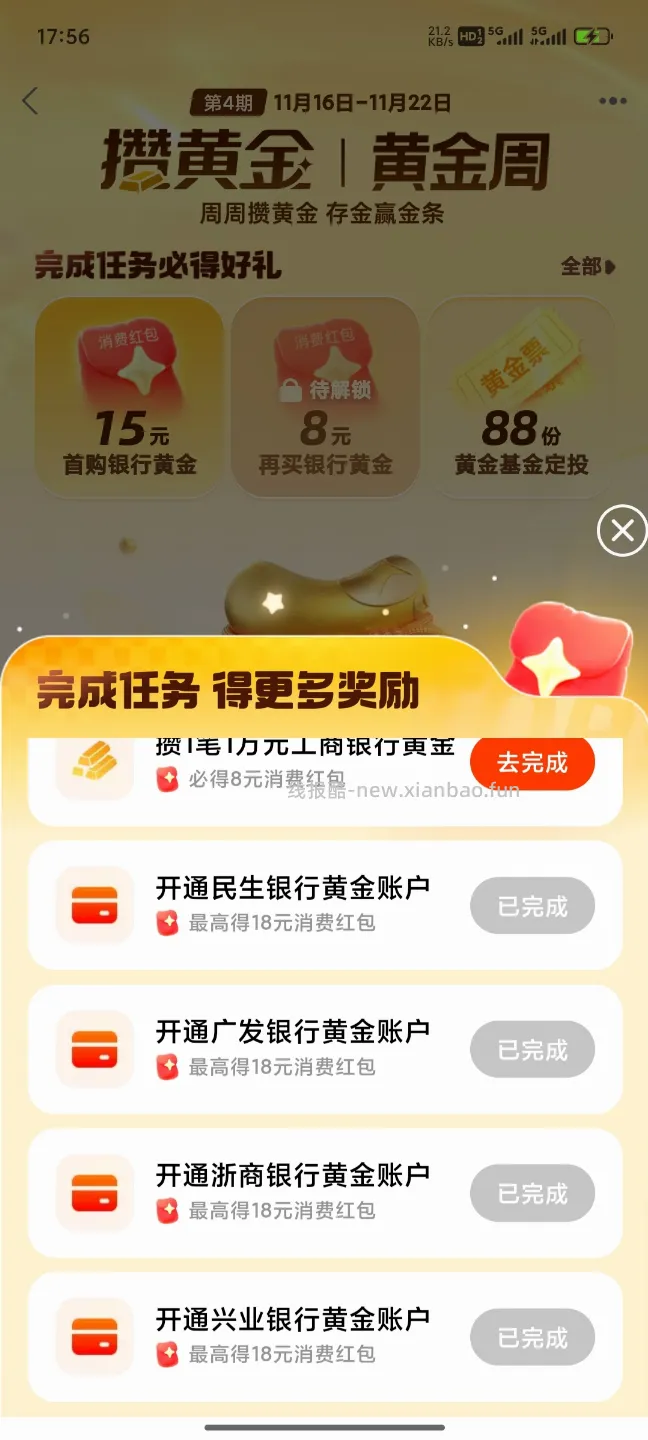 17:56
21.2
KB/s
HD 1 2
5G
5G
第4期 11月16日-11月22日
攒黄金|黄金周
周周攒黄金 存金赢金条
完成任务必得好礼
全部
消费红包
15元
首购银行黄金
消费红包
待解锁
8元
再买银行黄金
黄金票
88份
黄金基金定投
完成任务 得更多奖励
攒1笔1万元工商银行黄金
必得8元消费红包
去完成
线报酷-new.xianbao.fun
开通民生银行黄金账户
最高得18元消费红包
已完成
开通广发银行黄金账户
最高得18元消费红包
已完成
开通浙商银行黄金账户
最高得18元消费红包
已完成
开通兴业银行黄金账户
最高得18元消费红包
已完成